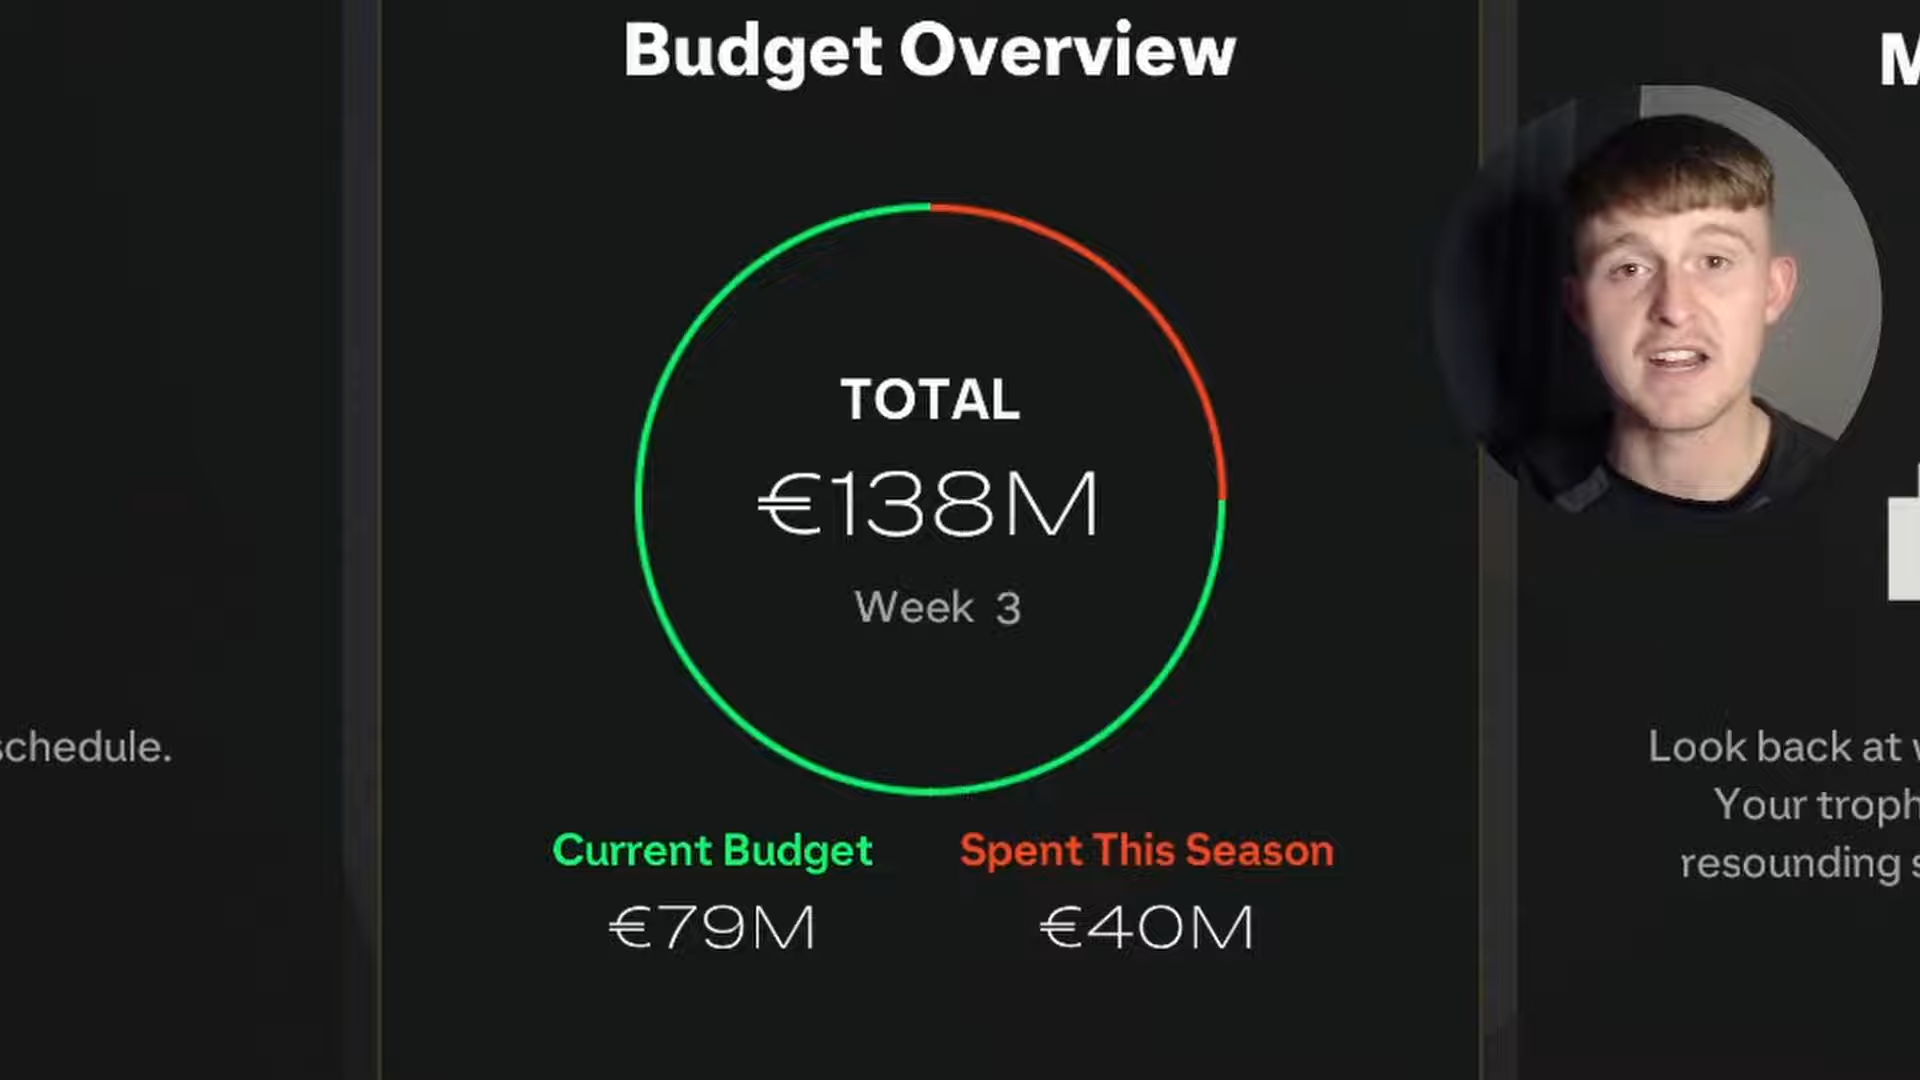 Budget Overview
M
TOTAL
€138M
Week 3
schedule.
Look back at
Your troph
resounding s
Current Budget
Spent This Season
€79M
€40M